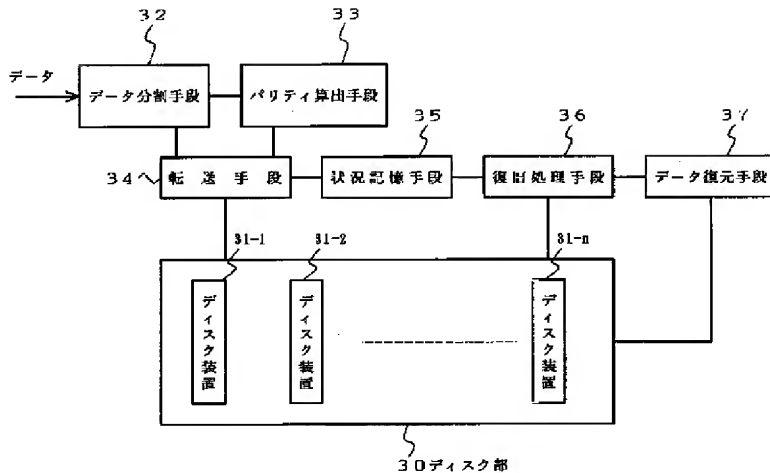 32
33
データ
データ分割手段
パリティ算出手段
35
36
37
34
転送手段
状況記憶手段
復旧処理手段
データ復元手段
31-1
31-2
31-n
ディスク装置
ディスク装置
ディスク装置
30ディスク部